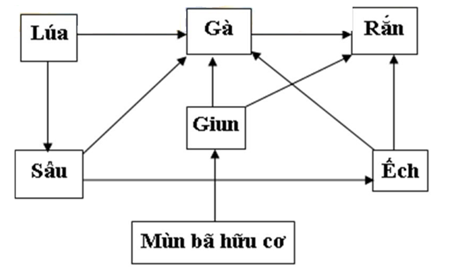 Lúa
Gà
Rắn
Giun
Sâu
Ếch
Mùn bã hữu cơ